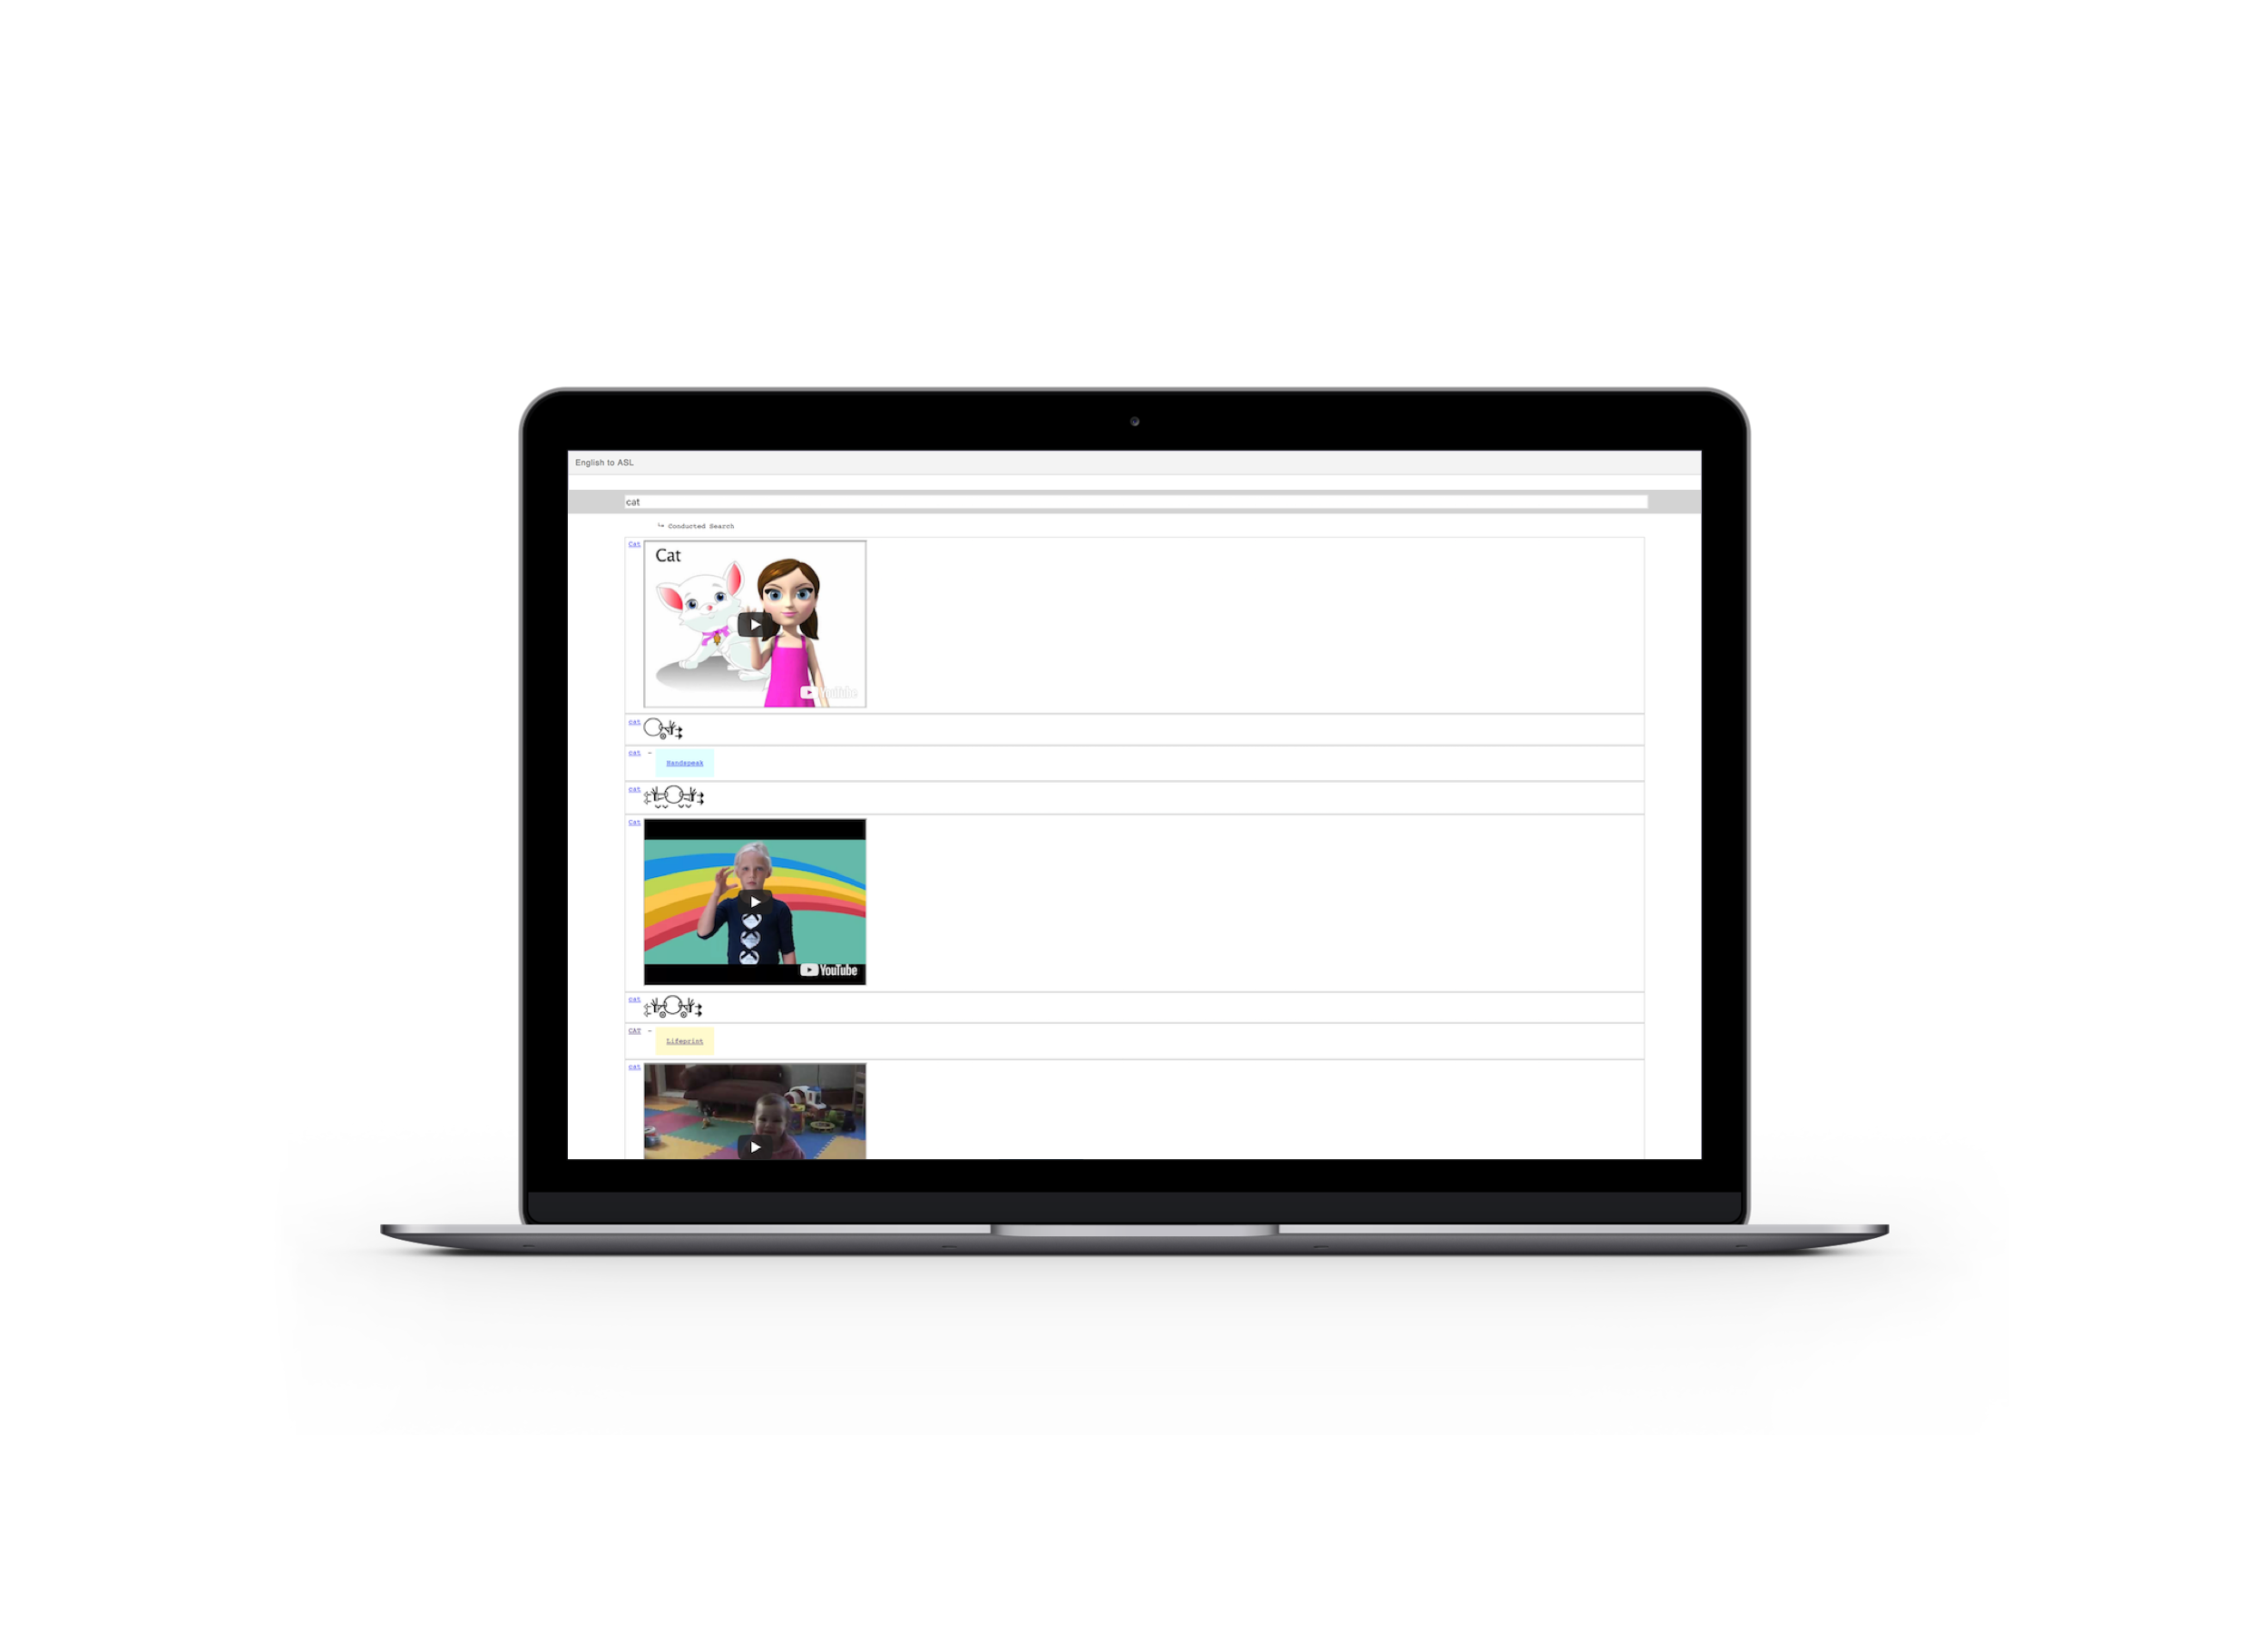 English to ASL
cat
↳ Conducted Search
Cat
Cat
YouTube
cat
cat - Handspeak
cat
Cat
YouTube
cat
CAT - Lifeprint
cat